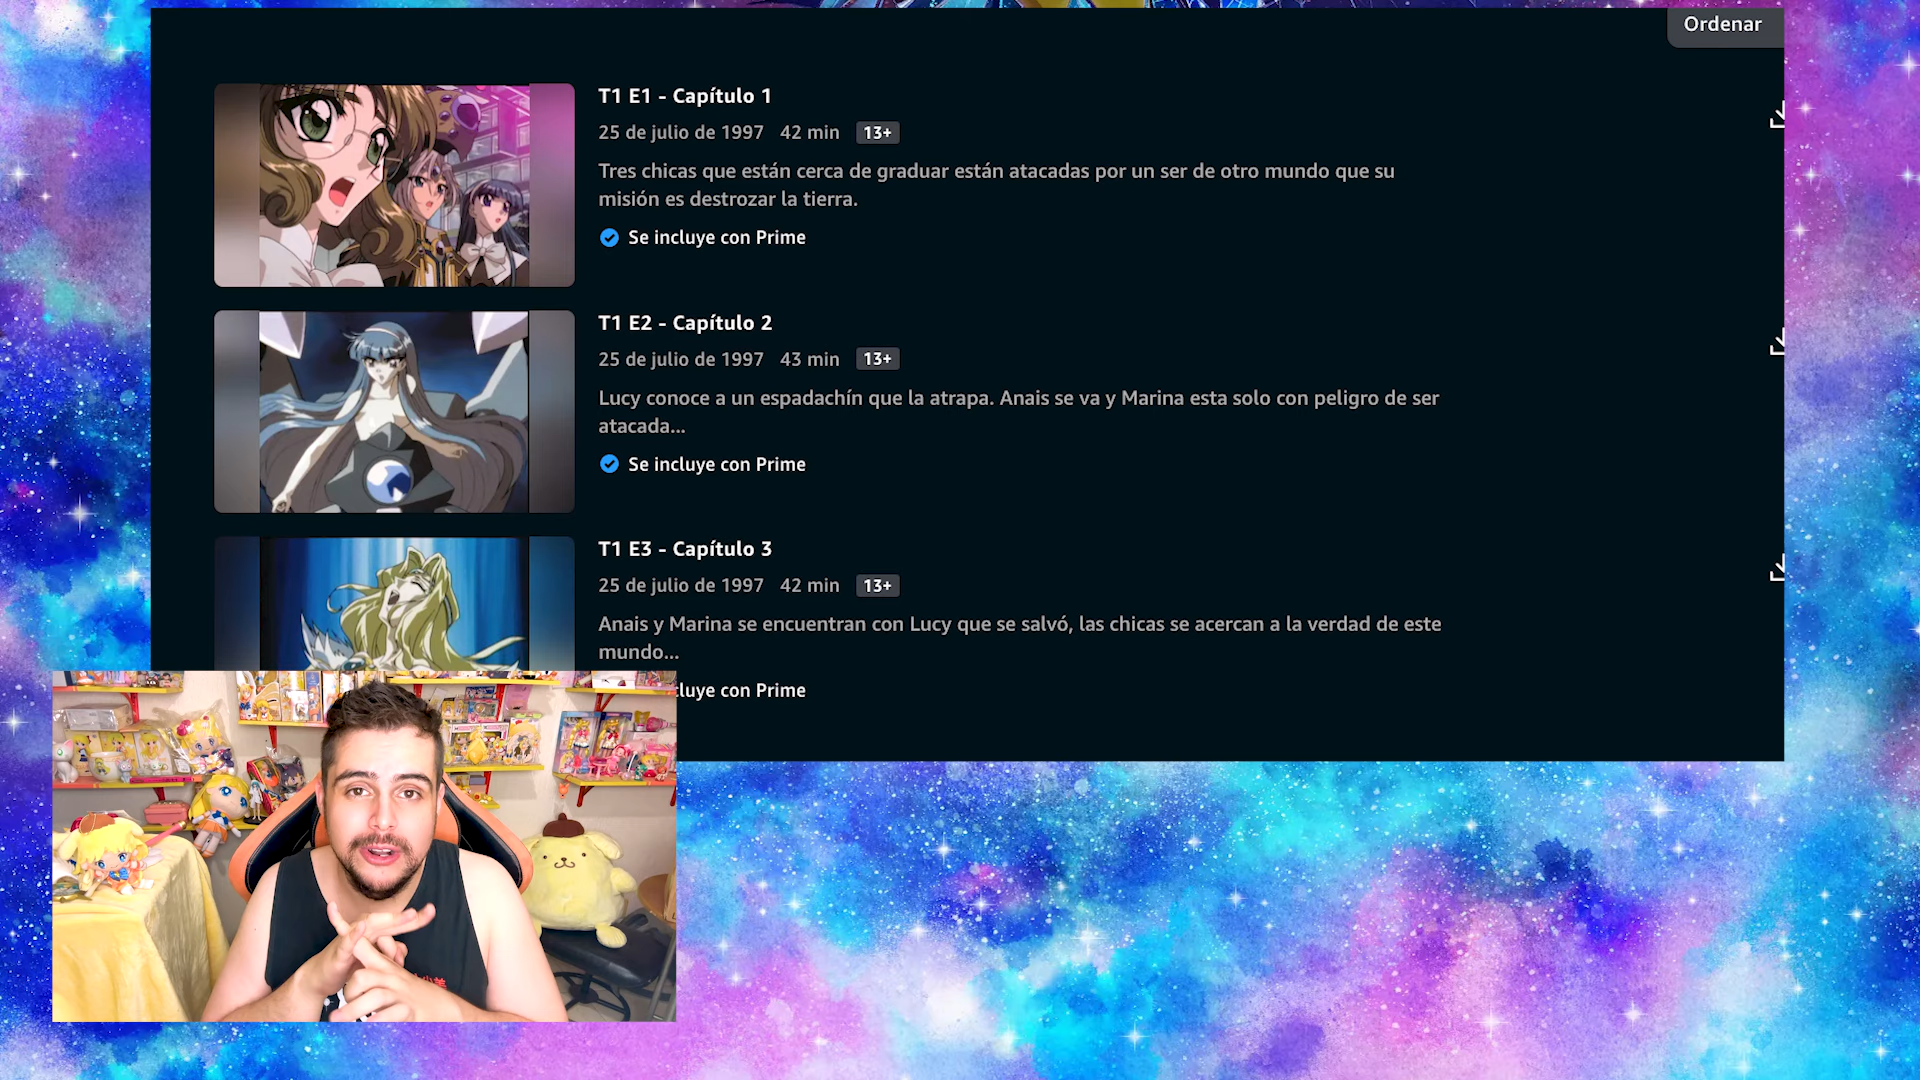 Ordenar
T1 E1 - Capítulo 1
25 de julio de 1997 42 min 13+
Tres chicas que están cerca de graduar están atacadas por un ser de otro mundo que su
misión es destrozar la tierra.
Se incluye con Prime
T1 E2 - Capítulo 2
25 de julio de 1997 43 min 13+
Lucy conoce a un espadachín que la atrapa. Anais se va y Marina esta solo con peligro de ser
atacada...
Se incluye con Prime
T1 E3 - Capítulo 3
25 de julio de 1997 42 min 13+
Anais y Marina se encuentran con Lucy que se salvó, las chicas se acercan a la verdad de este
mundo...
cluye con Prime